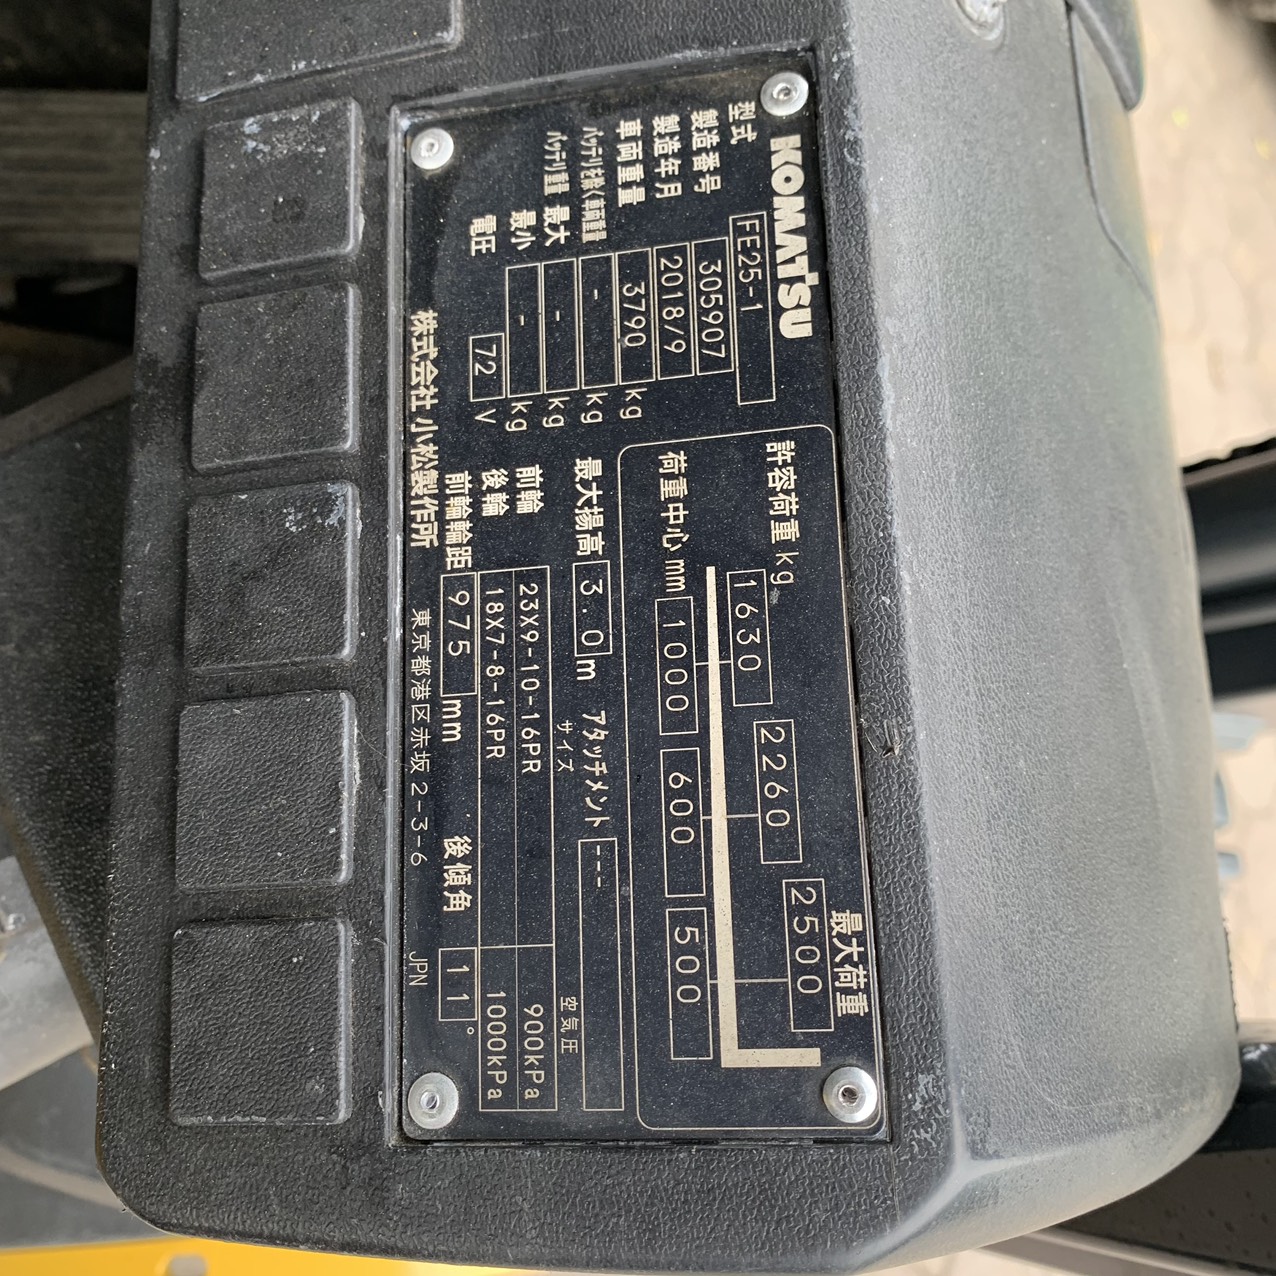 KOMATSU
型式 FE25-1
製造番号 305907
製造年月 2018/9
車両重量 3790 kg
バッテリを除く車両重量 - kg
バッテリ重量 最大 - kg
最小 - kg
電圧 72 V
最大荷重
許容荷重 kg 1630 2260 2500
荷重中心 mm 1000 600 500
最大揚高 3.0 m アタッチメント ---
サイズ 空気圧
前輪 23X9-10-16PR 900kPa
後輪 18X7-8-16PR 1000kPa
前輪輪距 975 mm 後傾角 11°
株式会社 小松製作所 東京都港区赤坂2-3-6 JPN